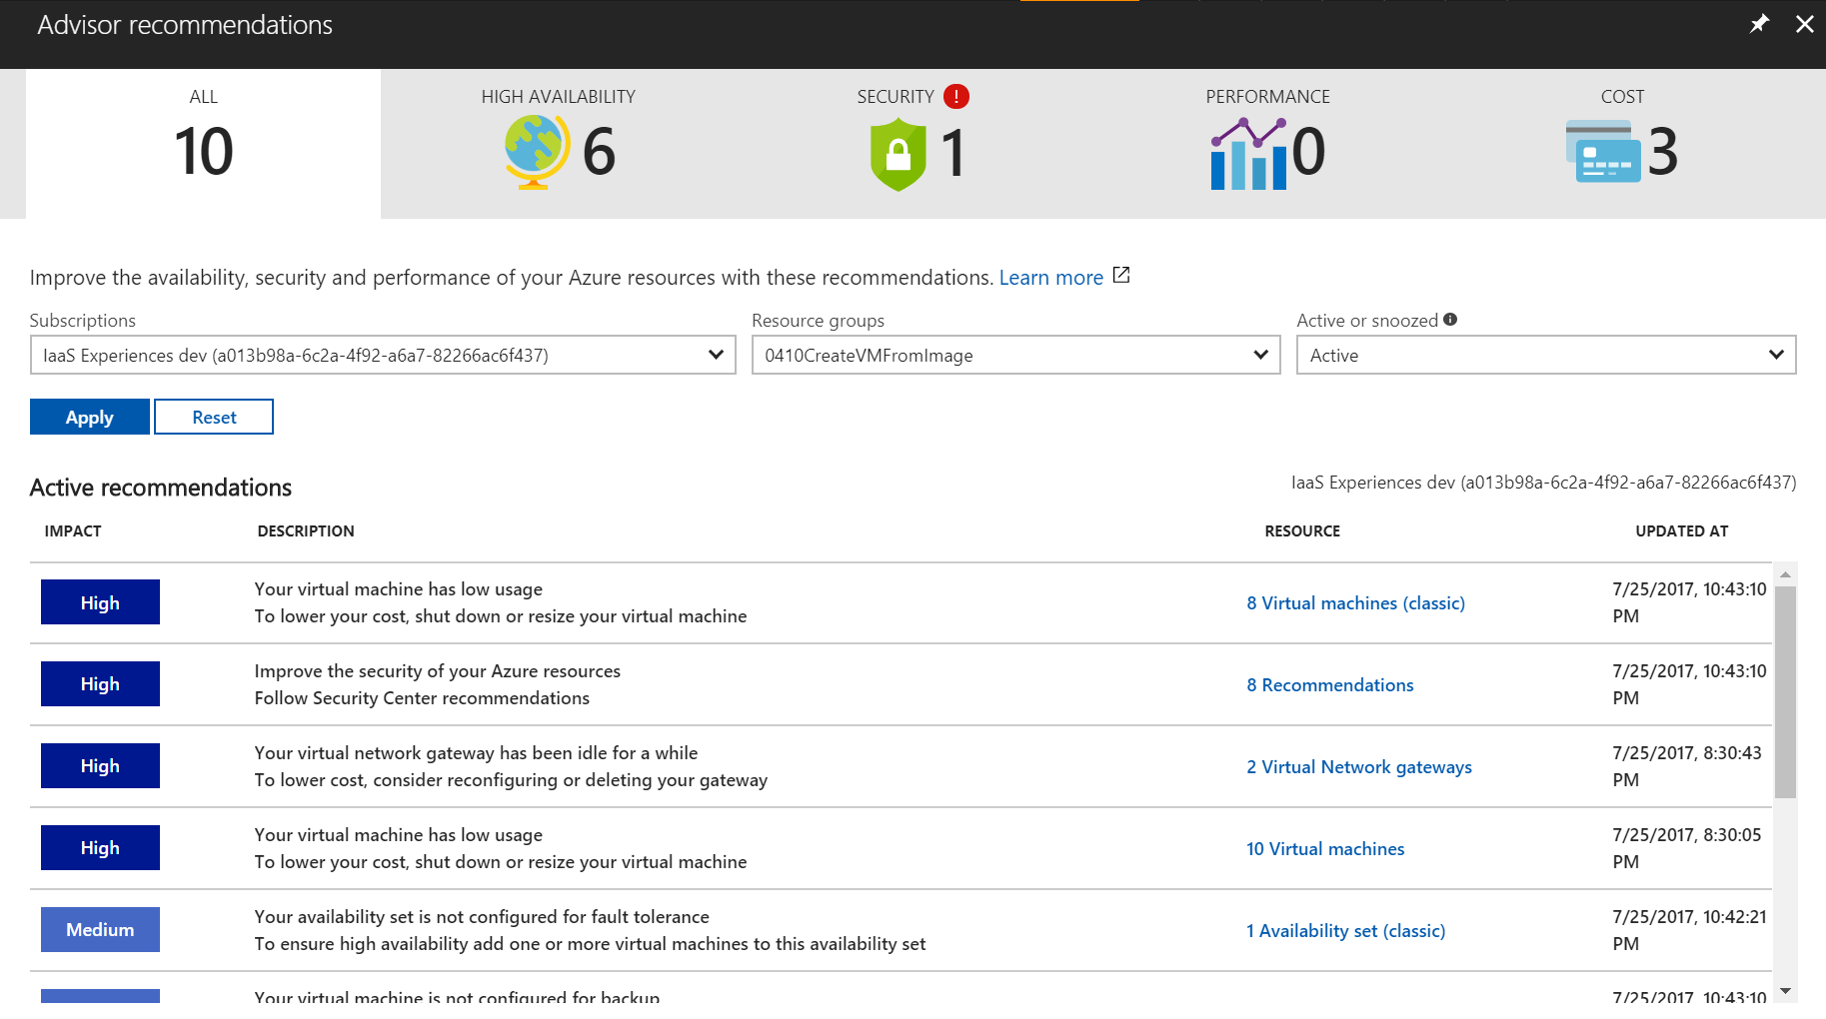 Advisor recommendations
ALL
10
HIGH AVAILABILITY
6
SECURITY !
1
PERFORMANCE
0
COST
3
Improve the availability, security and performance of your Azure resources with these recommendations. Learn more
Subscriptions
IaaS Experiences dev (a013b98a-6c2a-4f92-a6a7-82266ac6f437)
Resource groups
0410CreateVMFromImage
Active or snoozed
Active
Apply
Reset
Active recommendations
IaaS Experiences dev (a013b98a-6c2a-4f92-a6a7-82266ac6f437)
IMPACT DESCRIPTION RESOURCE UPDATED AT
High
Your virtual machine has low usage
To lower your cost, shut down or resize your virtual machine
8 Virtual machines (classic)
7/25/2017, 10:43:10
PM
High
Improve the security of your Azure resources
Follow Security Center recommendations
8 Recommendations
7/25/2017, 10:43:10
PM
High
Your virtual network gateway has been idle for a while
To lower cost, consider reconfiguring or deleting your gateway
2 Virtual Network gateways
7/25/2017, 8:30:43
PM
High
Your virtual machine has low usage
To lower your cost, shut down or resize your virtual machine
10 Virtual machines
7/25/2017, 8:30:05
PM
Medium
Your availability set is not configured for fault tolerance
To ensure high availability add one or more virtual machines to this availability set
1 Availability set (classic)
7/25/2017, 10:42:21
PM
Your virtual machine is not configured for backup
7/25/2017, 10:43:10